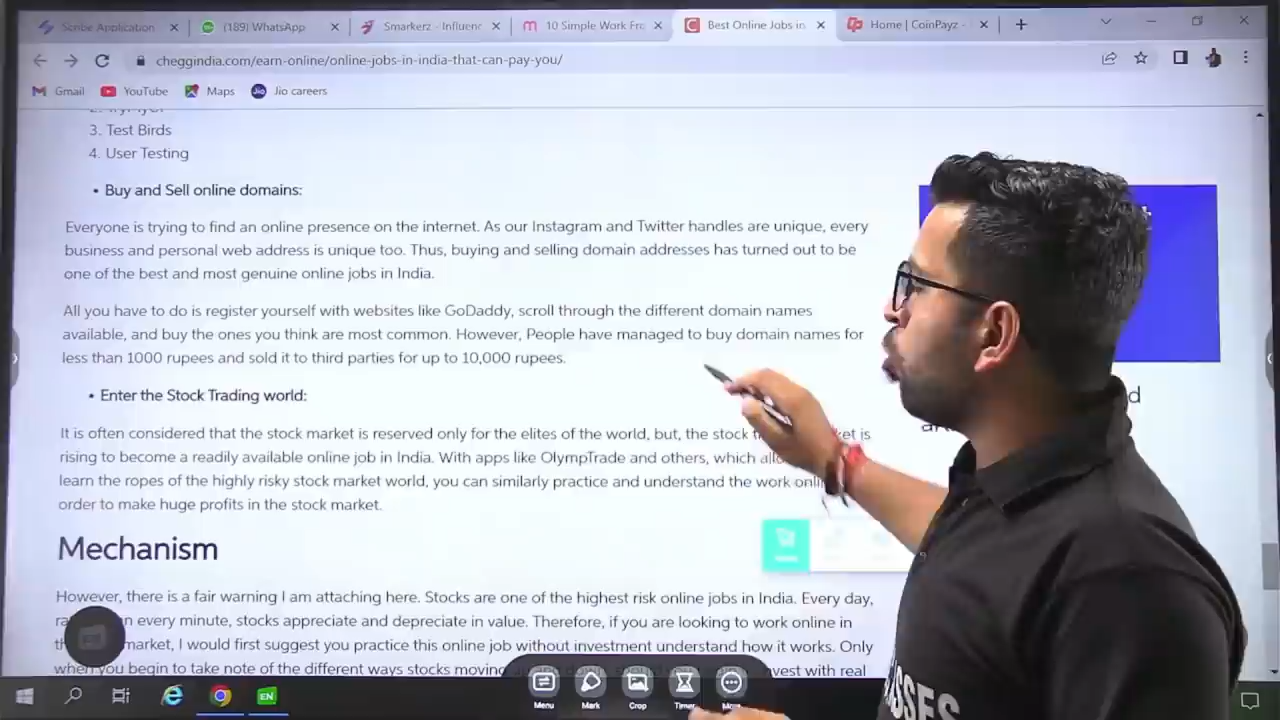 Scribe Application
(189) WhatsApp
Smarkerz - Influenc
10 Simple Work Fro
Best Online Jobs in
Home | CoinPayz -
cheggindia.com/earn-online/online-jobs-in-india-that-can-pay-you/
Gmail
YouTube
Maps
Jio careers
3. Test Birds
4. User Testing
• Buy and Sell online domains:
Everyone is trying to find an online presence on the internet. As our Instagram and Twitter handles are unique, every
business and personal web address is unique too. Thus, buying and selling domain addresses has turned out to be
one of the best and most genuine online jobs in India.
All you have to do is register yourself with websites like GoDaddy, scroll through the different domain names
available, and buy the ones you think are most common. However, People have managed to buy domain names for
less than 1000 rupees and sold it to third parties for up to 10,000 rupees.
• Enter the Stock Trading world:
It is often considered that the stock market is reserved only for the elites of the world, but, the stock
is
rising to become a readily available online job in India. With apps like OlympTrade and others, which
learn the ropes of the highly risky stock market world, you can similarly practice and understand the work
order to make huge profits in the stock market.
Mechanism
However, there is a fair warning I am attaching here. Stocks are one of the highest risk online jobs in India. Every day,
every minute, stocks appreciate and depreciate in value. Therefore, if you are looking to work online in
market, I would first suggest you practice this online job without investment understand how it works. Only
when you begin to take note of the different ways stocks moving
with real
Menu
Mark
Crop
Timer
More
EN